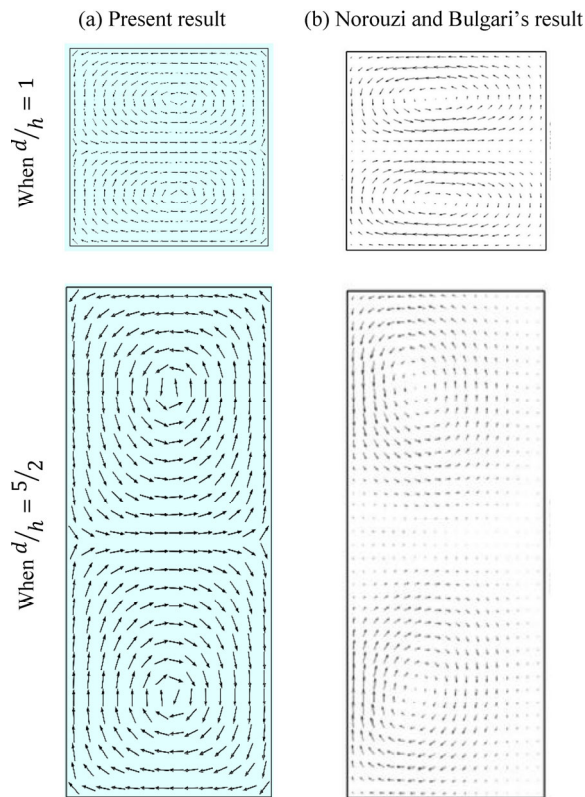 (a) Present result
(b) Norouzi and Bulgari’s result
When d/h = 1
When d/h = 5/2